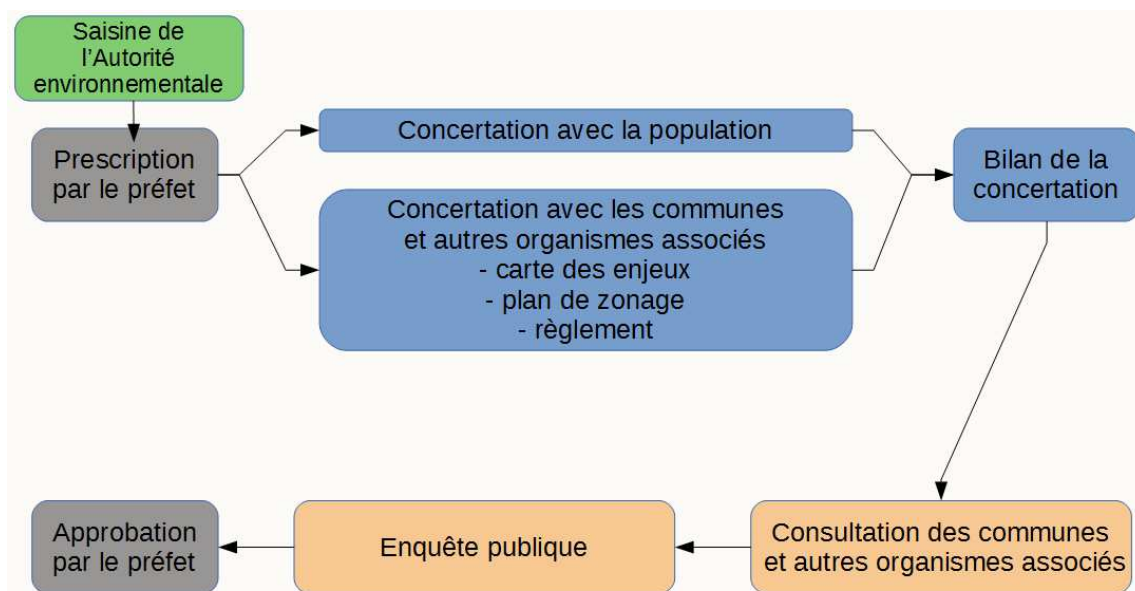 Saisine de
l'Autorité
environnementale
Prescription
par le préfet
Concertation avec la population
Concertation avec les communes
et autres organismes associés
- carte des enjeux
- plan de zonage
- règlement
Bilan de la
concertation
Consultation des communes
et autres organismes associés
Enquête publique
Approbation
par le préfet